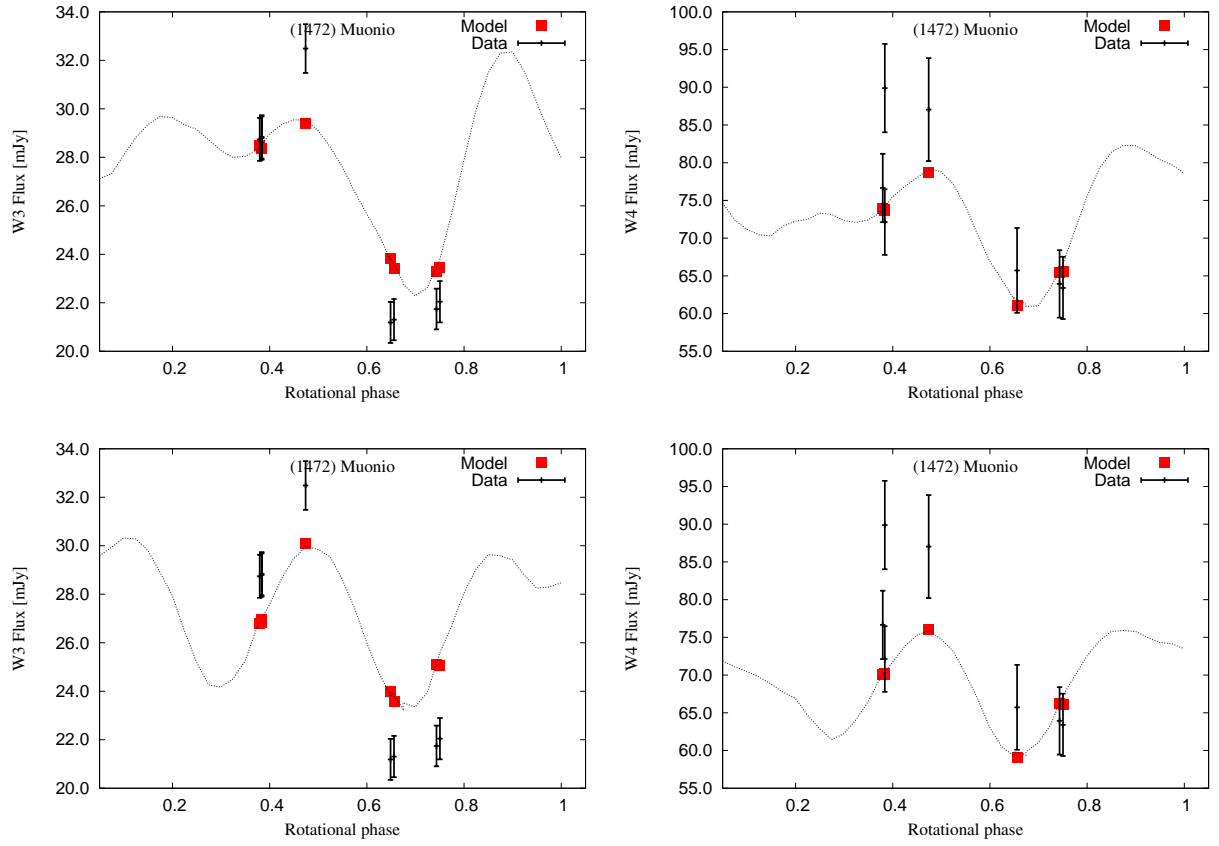 34.0
32.0
30.0
28.0
26.0
24.0
22.0
20.0
W3 Flux [mJy]
0.2
0.4
0.6
0.8
1
Rotational phase
(1472) Muonio
Model
Data
100.0
95.0
90.0
85.0
80.0
75.0
70.0
65.0
60.0
55.0
W4 Flux [mJy]
0.2
0.4
0.6
0.8
1
Rotational phase
(1472) Muonio
Model
Data
34.0
32.0
30.0
28.0
26.0
24.0
22.0
20.0
W3 Flux [mJy]
0.2
0.4
0.6
0.8
1
Rotational phase
(1472) Muonio
Model
Data
100.0
95.0
90.0
85.0
80.0
75.0
70.0
65.0
60.0
55.0
W4 Flux [mJy]
0.2
0.4
0.6
0.8
1
Rotational phase
(1472) Muonio
Model
Data